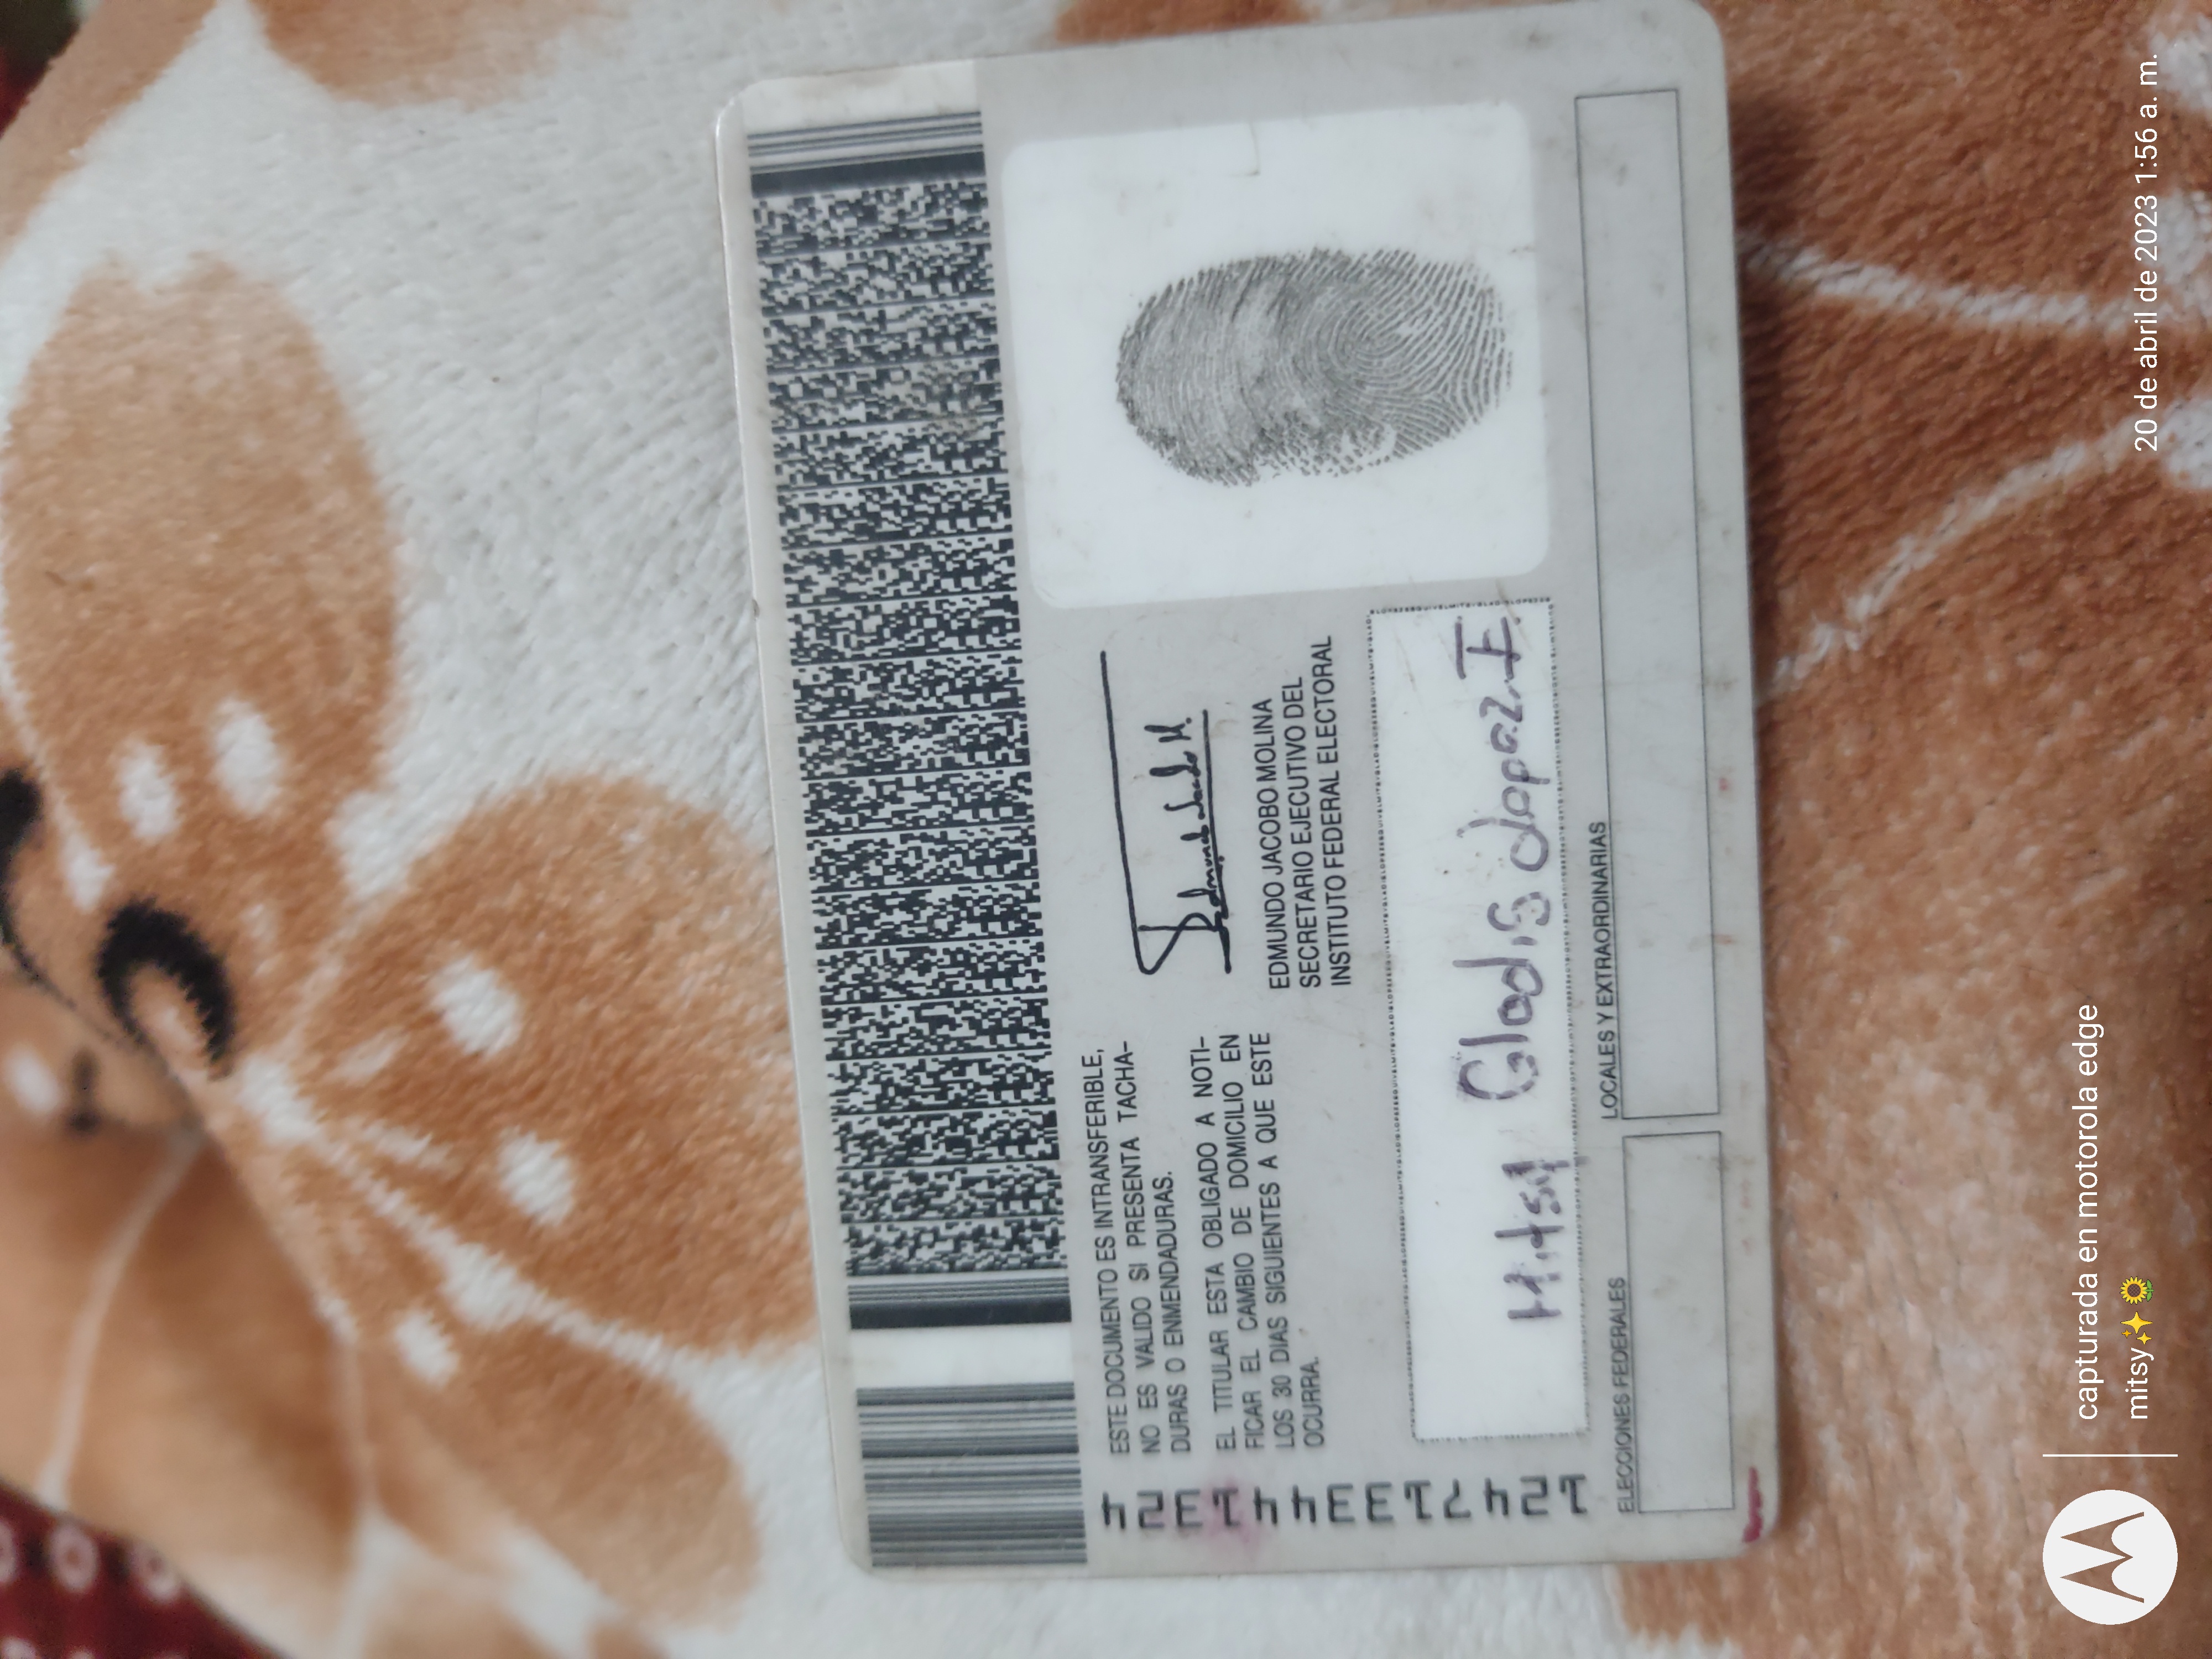 ESTE DOCUMENTO ES INTRANSFERIBLE,
NO ES VALIDO SI PRESENTA TACHA-
DURAS O ENMENDADURAS.
EL TITULAR ESTA OBLIGADO A NOTI-
FICAR EL CAMBIO DE DOMICILIO EN
LOS 30 DIAS SIGUIENTES A QUE ESTE
OCURRA.
EDMUNDO JACOBO MOLINA
SECRETARIO EJECUTIVO DEL
INSTITUTO FEDERAL ELECTORAL
Mitsy Gladis Lopez I.
ELECCIONES FEDERALES
LOCALES Y EXTRAORDINARIAS
capturada en motorola edge
mitsy✨🌻
20 de abril de 2023 1:56 a. m.